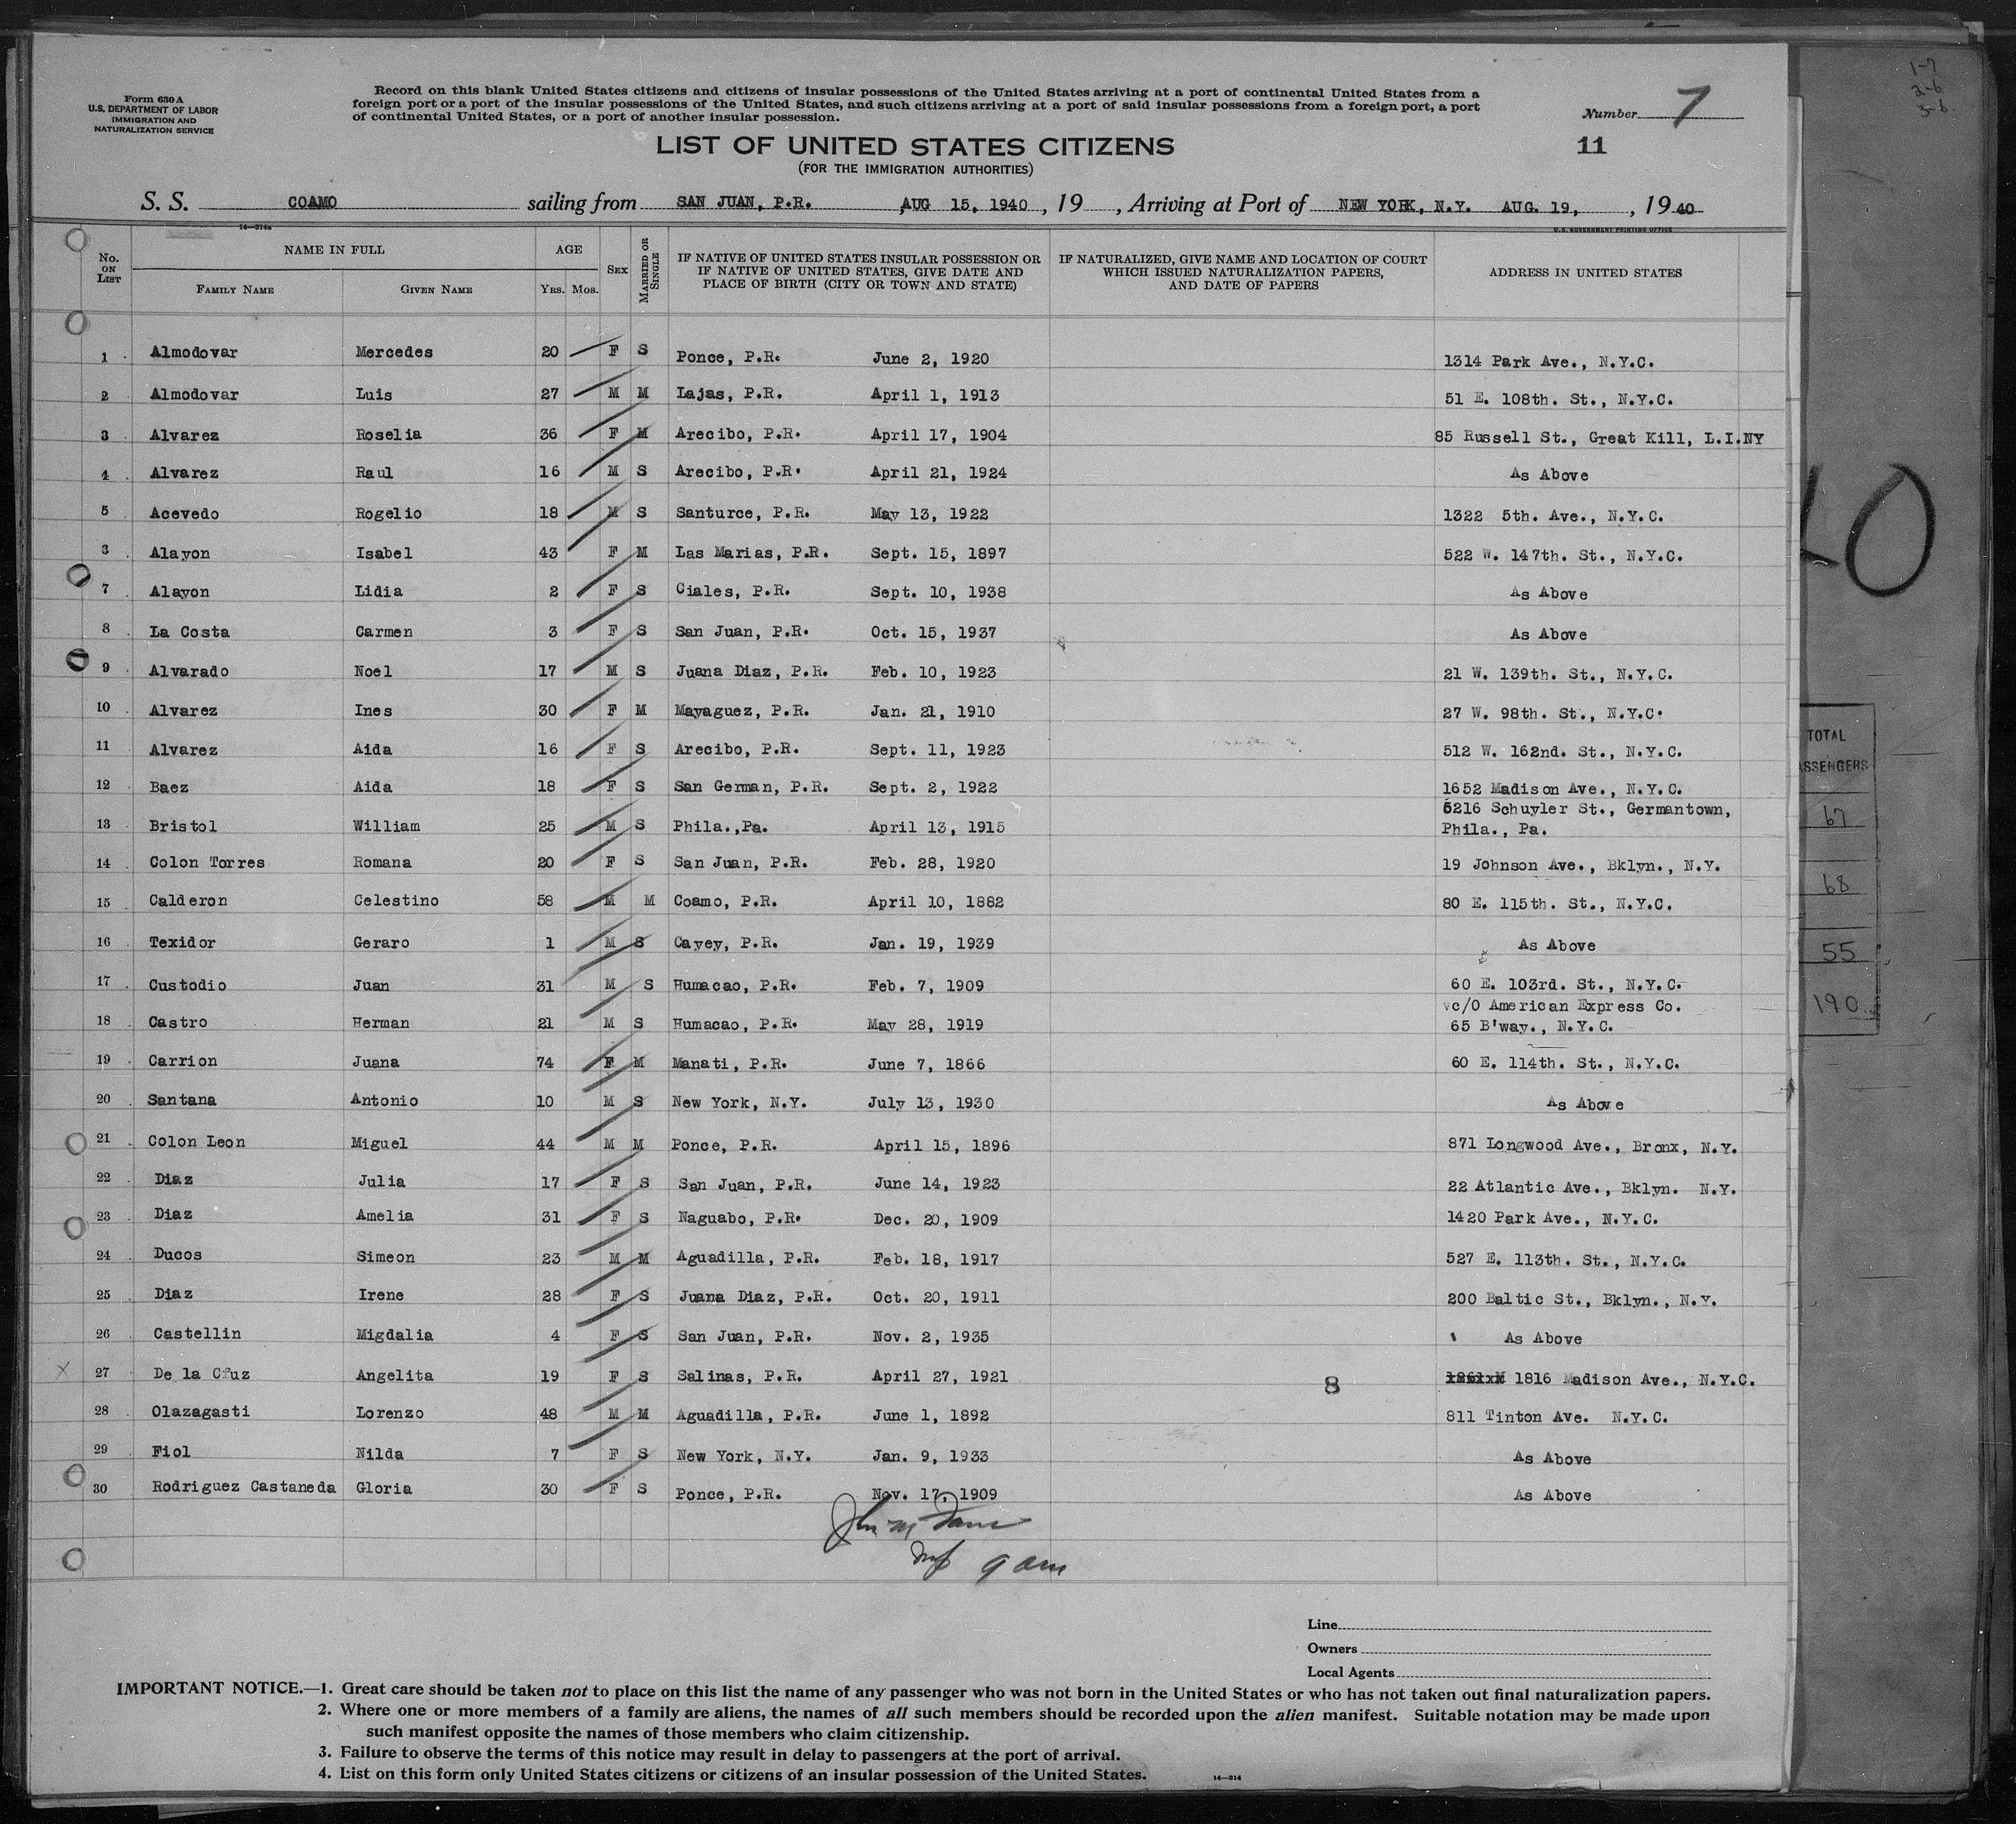 1-7
2-6
3-6
Form 630 A
U.S. DEPARTMENT OF LABOR
IMMIGRATION AND
NATURALIZATION SERVICE
Record on this blank United States citizens and citizens of insular possessions of the United States arriving at a port of continental United States from a
foreign port or a port of the insular possessions of the United States, and such citizens arriving at a port of said insular possessions from a foreign port, a port
of continental United States, or a port of another insular possession.
Number 7
LIST OF UNITED STATES CITIZENS
11
(FOR THE IMMIGRATION AUTHORITIES)
S. S. COAMO sailing from SAN JUAN, P.R. AUG 15, 1940, 19 , Arriving at Port of NEW YORK, N.Y. AUG. 19, , 19 40
14-214a
U.S. GOVERNMENT PRINTING OFFICE
No. ON LIST
NAME IN FULL
FAMILY NAME GIVEN NAME
AGE
YRS. MOS.
SEX
MARRIED OR SINGLE
IF NATIVE OF UNITED STATES INSULAR POSSESSION OR
IF NATIVE OF UNITED STATES, GIVE DATE AND
PLACE OF BIRTH (CITY OR TOWN AND STATE)
IF NATURALIZED, GIVE NAME AND LOCATION OF COURT
WHICH ISSUED NATURALIZATION PAPERS,
AND DATE OF PAPERS
ADDRESS IN UNITED STATES
1 Almodovar Mercedes 20 F S Ponce, P.R. June 2, 1920 1314 Park Ave., N.Y.C.
2 Almodovar Luis 27 M M Lajas, P.R. April 1, 1913 51 E. 108th. St., N.Y.C.
3 Alvarez Roselia 36 F M Arecibo, P.R. April 17, 1904 85 Russell St., Great Kill, L.I.NY
4 Alvarez Raul 16 M S Arecibo, P.R. April 21, 1924 As Above
5 Acevedo Rogelio 18 M S Santurce, P.R. May 13, 1922 1322 5th. Ave., N.Y.C.
3 Alayon Isabel 43 F M Las Marias, P.R. Sept. 15, 1897 522 W. 147th. St., N.Y.C.
7 Alayon Lidia 2 F S Ciales, P.R. Sept. 10, 1938 As Above
8 La Costa Carmen 3 F S San Juan, P.R. Oct. 15, 1937 As Above
9 Alvarado Noel 17 M S Juana Diaz, P.R. Feb. 10, 1923 21 W. 139th. St., N.Y.C.
10 Alvarez Ines 30 F M Mayaguez, P.R. Jan. 21, 1910 27 W. 98th. St., N.Y.C.
11 Alvarez Aida 16 F S Arecibo, P.R. Sept. 11, 1923 512 W. 162nd. St., N.Y.C.
12 Baez Aida 18 F S San German, P.R. Sept. 2, 1922 1652 Madison Ave., N.Y.C.
13 Bristol William 25 M S Phila.,Pa. April 13, 1915 6216 Schuyler St., Germantown,
Phila., Pa.
14 Colon Torres Romana 20 F S San Juan, P.R. Feb. 28, 1920 19 Johnson Ave., Bklyn., N.Y.
15 Calderon Celestino 58 M M Coamo, P.R. April 10, 1882 80 E. 115th. St., N.Y.C.
16 Texidor Geraro 1 M S Cayey, P.R. Jan. 19, 1939 As Above
17 Custodio Juan 31 M S Humacao, P.R. Feb. 7, 1909 60 E. 103rd. St., N.Y.C.
18 Castro Herman 21 M S Humacao, P.R. May 28, 1919 c/O American Express Co.
65 B'way., N.Y.C.
19 Carrion Juana 74 F M Manati, P.R. June 7, 1866 60 E. 114th. St., N.Y.C.
20 Santana Antonio 10 M S New York, N.Y. July 13, 1930 As Above
21 Colon Leon Miguel 44 M M Ponce, P.R. April 15, 1896 871 Longwood Ave., Bronx, N.Y.
22 Diaz Julia 17 F S San Juan, P.R. June 14, 1923 22 Atlantic Ave., Bklyn. N.Y.
23 Diaz Amelia 31 F S Naguabo, P.R. Dec. 20, 1909 1420 Park Ave., N.Y.C.
24 Ducos Simeon 23 M M Aguadilla, P.R. Feb. 18, 1917 527 E. 113th. St., N.Y.C.
25 Diaz Irene 28 F S Juana Diaz, P.R. Oct. 20, 1911 200 Baltic St., Bklyn., N.Y.
26 Castellin Migdalia 4 F S San Juan, P.R. Nov. 2, 1935 As Above
X 27 De la Cruz Angelita 19 F S Salinas, P.R. April 27, 1921 8 1816 Madison Ave., N.Y.C.
28 Olazagasti Lorenzo 48 M M Aguadilla, P.R. June 1, 1892 811 Tinton Ave. N.Y.C.
29 Fiol Nilda 7 F S New York, N.Y. Jan. 9, 1933 As Above
30 Rodriguez Castaneda Gloria 30 F S Ponce, P.R. Nov. 17, 1909 As Above
9 am
Line
Owners
Local Agents
IMPORTANT NOTICE.—1. Great care should be taken not to place on this list the name of any passenger who was not born in the United States or who has not taken out final naturalization papers.
2. Where one or more members of a family are aliens, the names of all such members should be recorded upon the alien manifest. Suitable notation may be made upon
such manifest opposite the names of those members who claim citizenship.
3. Failure to observe the terms of this notice may result in delay to passengers at the port of arrival.
4. List on this form only United States citizens or citizens of an insular possession of the United States.
14-214
TOTAL
67
68
55
190